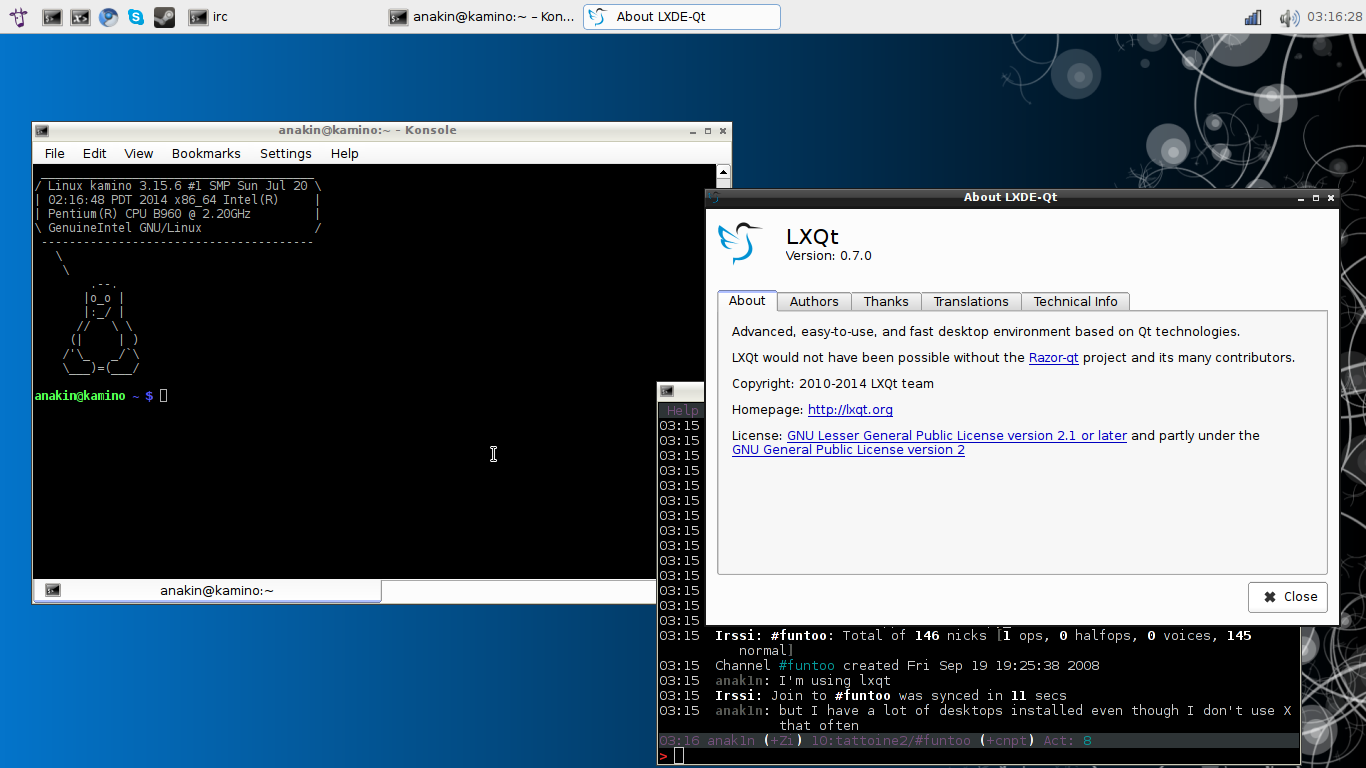 irc
anakin@kamino:~ – Kon...
About LXDE-Qt
03:16:28
anakin@kamino:~ – Konsole
File Edit View Bookmarks Settings Help
/ Linux kamino 3.15.6 #1 SMP Sun Jul 20 \
| 02:16:48 PDT 2014 x86_64 Intel(R) |
| Pentium(R) CPU B960 @ 2.20GHz |
\ GenuineIntel GNU/Linux /
---------------------------------------
\
\
.--.
|o_o |
|:_/ |
// \ \
(| | )
/'\_ _/`\
\___)=(___/
anakin@kamino ~ $
anakin@kamino:~
About LXDE-Qt
LXQt
Version: 0.7.0
About Authors Thanks Translations Technical Info
Advanced, easy-to-use, and fast desktop environment based on Qt technologies.
LXQt would not have been possible without the Razor-qt project and its many contributors.
Copyright: 2010-2014 LXQt team
Homepage: http://lxqt.org
License: GNU Lesser General Public License version 2.1 or later and partly under the
GNU General Public License version 2
Close
Help
03:15
03:15
03:15
03:15
03:15
03:15
03:15
03:15
03:15
03:15
03:15
03:15
03:15
03:15
03:15 Irssi: #funtoo: Total of 146 nicks [1 ops, 0 halfops, 0 voices, 145
normal]
03:15 Channel #funtoo created Fri Sep 19 19:25:38 2008
03:15 anak1n: I'm using lxqt
03:15 Irssi: Join to #funtoo was synced in 11 secs
03:15 anak1n: but I have a lot of desktops installed even though I don't use X
that often
03:16 anak1n (+Zi) 10:tattoine2/#funtoo (+cnpt) Act: 8
>